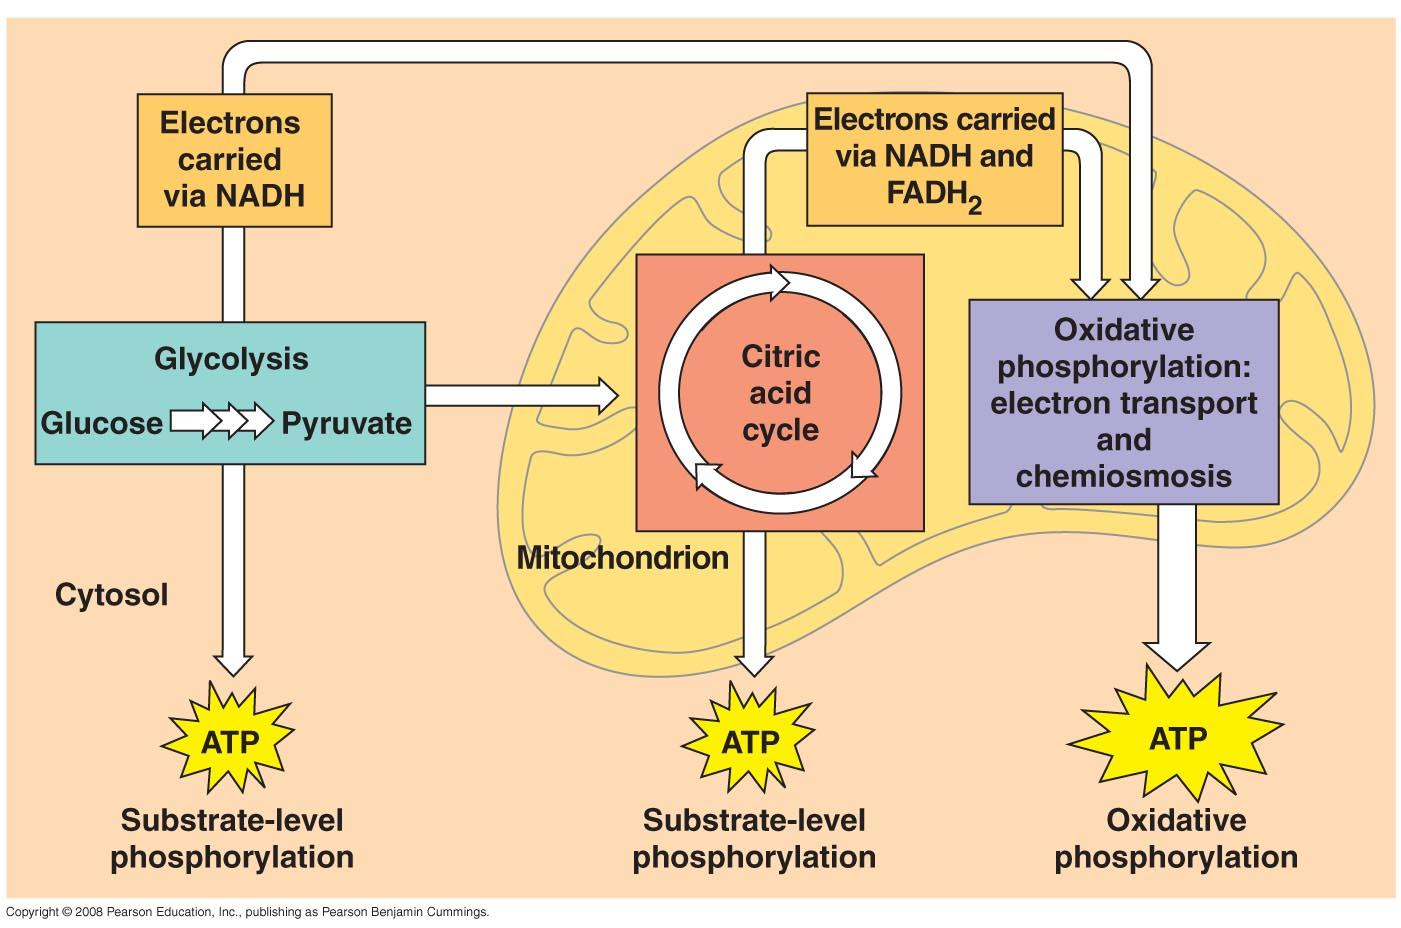 Electrons
carried
via NADH
Electrons carried
via NADH and
FADH2
Glycolysis
Glucose Pyruvate
Citric
acid
cycle
Oxidative
phosphorylation:
electron transport
and
chemiosmosis
Mitochondrion
Cytosol
ATP
ATP
ATP
Substrate-level
phosphorylation
Substrate-level
phosphorylation
Oxidative
phosphorylation
Copyright © 2008 Pearson Education, Inc., publishing as Pearson Benjamin Cummings.